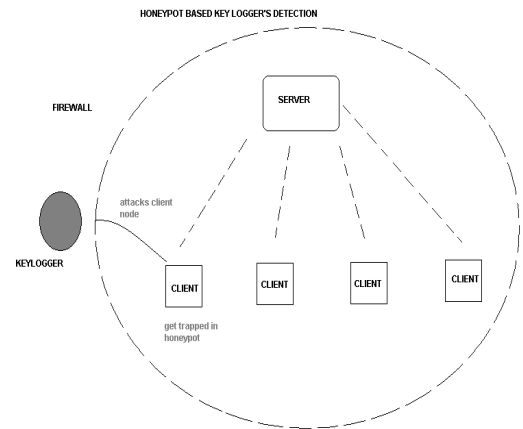 HONEYPOT BASED KEY LOGGER'S DETECTION
SERVER
FIREWALL
attacks client
node
KEYLOGGER
CLIENT
CLIENT
CLIENT
CLIENT
get trapped in
honeypot